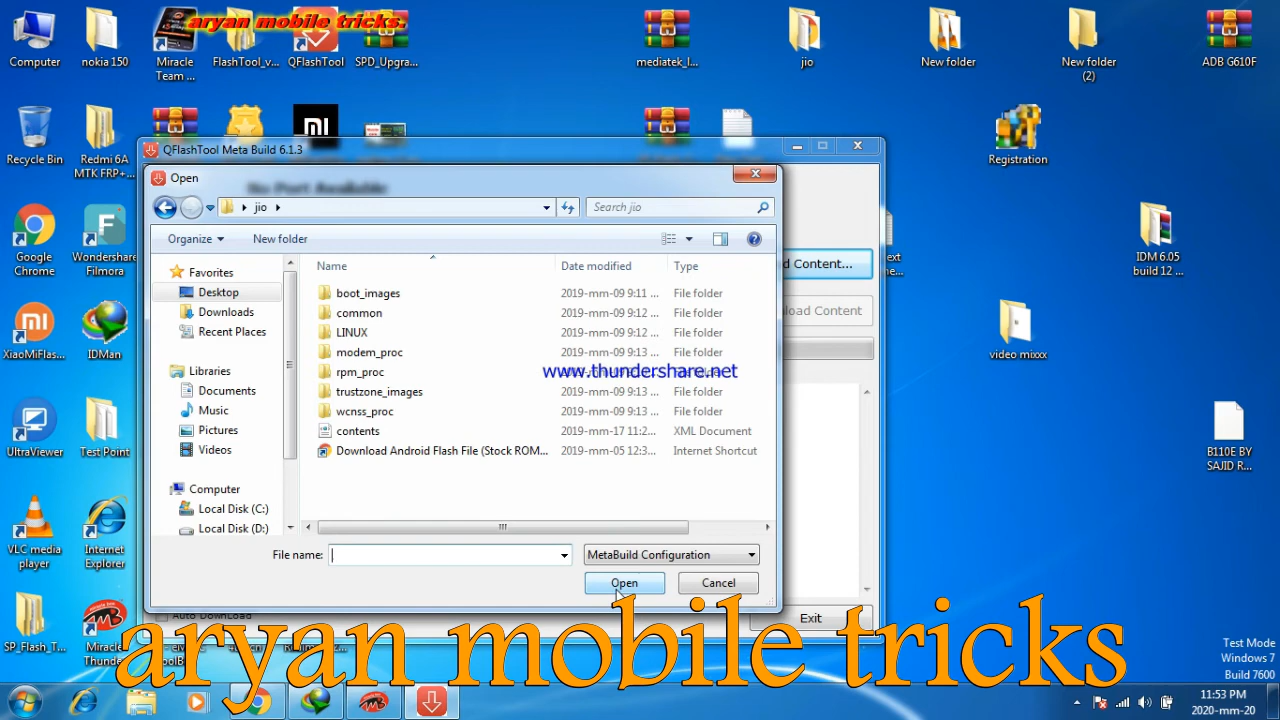 aryan mobile tricks.
Computer
nokia 150
Miracle Team ...
FlashTool_v...
QFlashTool
SPD_Upgra...
mediatek_I...
jio
New folder
New folder (2)
ADB G610F
Recycle Bin
Redmi 6A MTK FRP+...
Registration
QFlashTool Meta Build 6.1.3
Open
No Port Available
jio
Search jio
Organize
New folder
d Content...
Google Chrome
Wondershare Filmora
IDM 6.05 build 12 ...
Name
Date modified
Type
Favorites
Desktop
Downloads
Recent Places
Libraries
Documents
Music
Pictures
Videos
Computer
Local Disk (C:)
Local Disk (D:)
boot_images 2019-mm-09 9:11 ... File folder
common 2019-mm-09 9:12 ... File folder
LINUX 2019-mm-09 9:12 ... File folder
modem_proc 2019-mm-09 9:13 ... File folder
rpm_proc
www.thundershare.net
trustzone_images 2019-mm-09 9:13 ... File folder
wcnss_proc 2019-mm-09 9:13 ... File folder
contents 2019-mm-17 11:2... XML Document
Download Android Flash File (Stock ROM... 2019-mm-05 12:3... Internet Shortcut
load Content
XiaoMiFlas...
IDMan
video mixxx
UltraViewer
Test Point
B110E BY SAJID R...
VLC media player
Internet Explorer
File name:
MetaBuild Configuration
Open
Cancel
Auto DownLoad
Exit
SP_Flash_T...
Miracle Thunde
aryan mobile tricks
Test Mode
Windows 7
Build 7600
11:53 PM
2020-mm-20